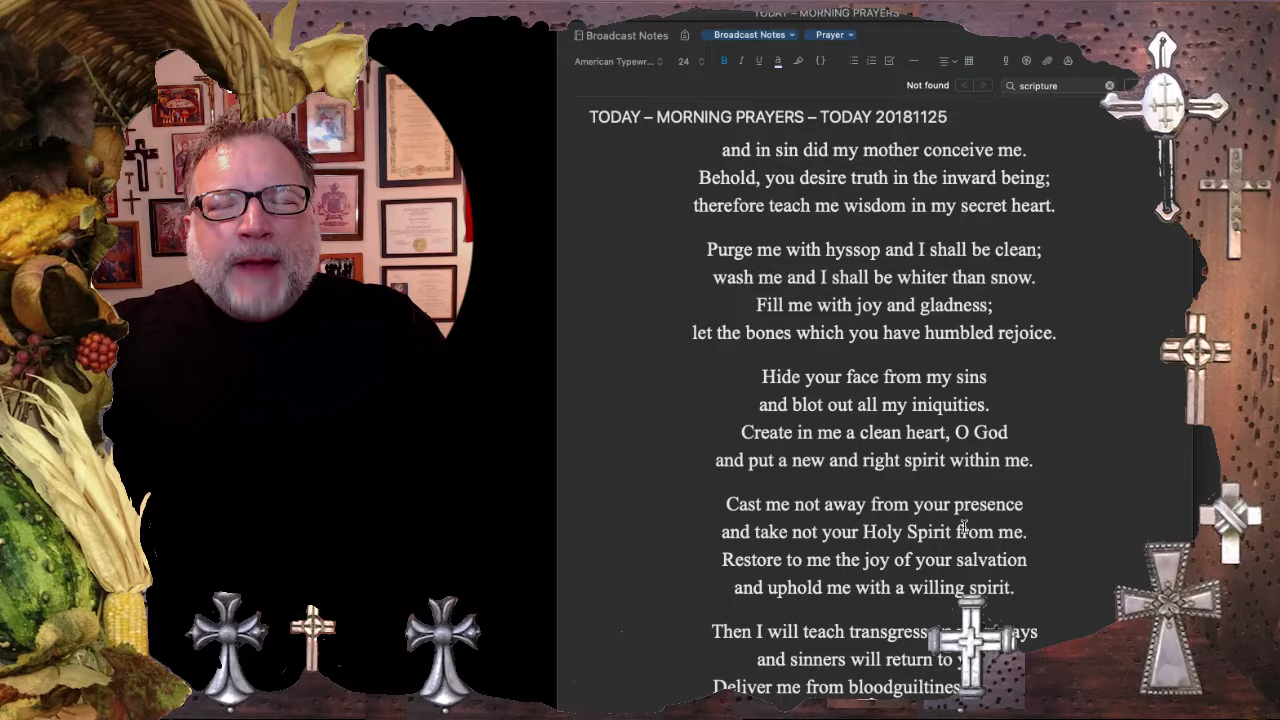 TODAY – MORNING PRAYERS –
Broadcast Notes Broadcast Notes Prayer
American Typewr... 24 B I U a {}
Not found scripture
TODAY – MORNING PRAYERS – TODAY 20181125
and in sin did my mother conceive me.
Behold, you desire truth in the inward being;
therefore teach me wisdom in my secret heart.
Purge me with hyssop and I shall be clean;
wash me and I shall be whiter than snow.
Fill me with joy and gladness;
let the bones which you have humbled rejoice.
Hide your face from my sins
and blot out all my iniquities.
Create in me a clean heart, O God
and put a new and right spirit within me.
Cast me not away from your presence
and take not your Holy Spirit from me.
Restore to me the joy of your salvation
and uphold me with a willing spirit.
Then I will teach
and sinners will return to
Deliver me from